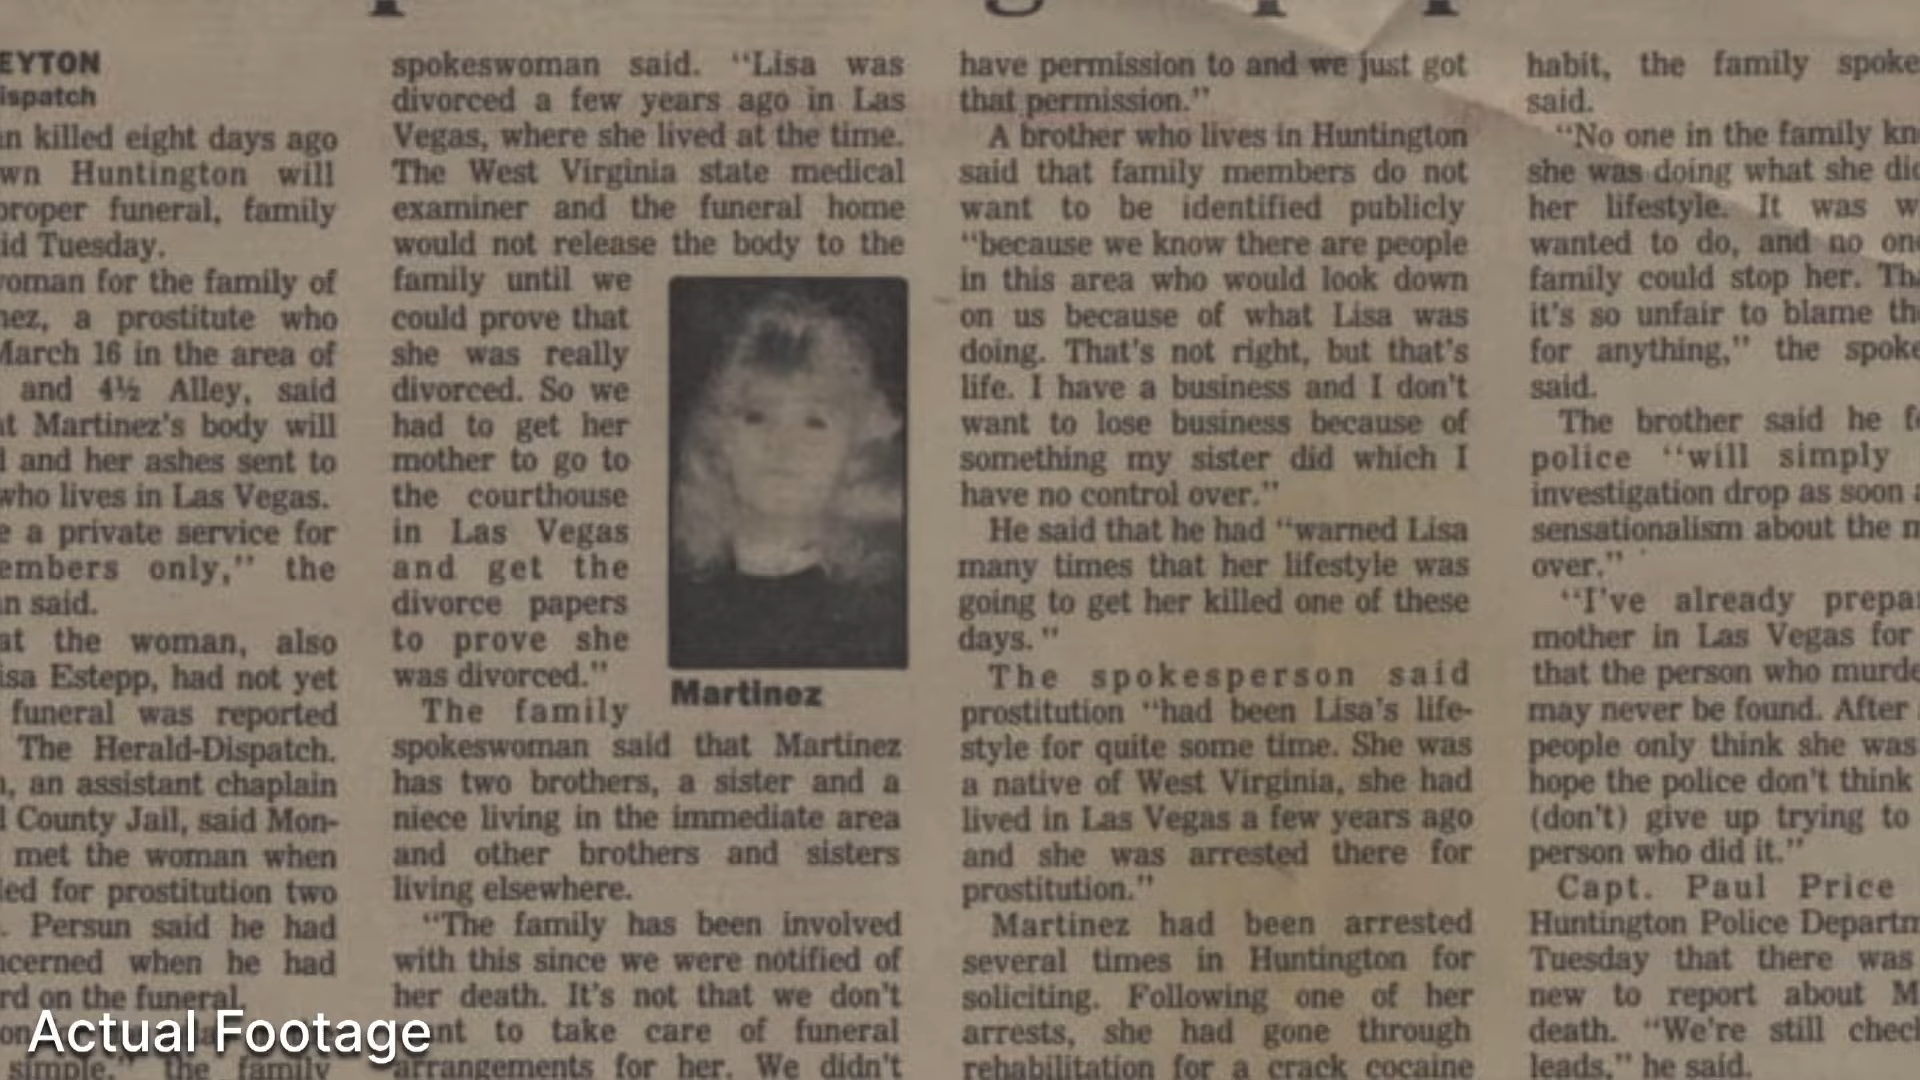 EYTON
ispatch
n killed eight days ago
wn Huntington will
proper funeral, family
id Tuesday.
woman for the family of
nez, a prostitute who
March 16 in the area of
and 4½ Alley, said
at Martinez's body will
d and her ashes sent to
who lives in Las Vegas.
e a private service for
embers only," the
an said.
at the woman, also
isa Estepp, had not yet
funeral was reported
The Herald-Dispatch.
n, an assistant chaplain
l County Jail, said Mon-
met the woman when
led for prostitution two
. Persun said he had
ncerned when he had
rd on the funeral.
simple," the family
spokeswoman said. "Lisa was
divorced a few years ago in Las
Vegas, where she lived at the time.
The West Virginia state medical
examiner and the funeral home
would not release the body to the
family until we
could prove that
she was really
divorced. So we
had to get her
mother to go to
the courthouse
in Las Vegas
and get the
divorce papers
to prove she
was divorced."
Martinez
The family
spokeswoman said that Martinez
has two brothers, a sister and a
niece living in the immediate area
and other brothers and sisters
living elsewhere.
"The family has been involved
with this since we were notified of
her death. It's not that we don't
ant to take care of funeral
arrangements for her. We didn't
have permission to and we just got
that permission."
A brother who lives in Huntington
said that family members do not
want to be identified publicly
"because we know there are people
in this area who would look down
on us because of what Lisa was
doing. That's not right, but that's
life. I have a business and I don't
want to lose business because of
something my sister did which I
have no control over."
He said that he had "warned Lisa
many times that her lifestyle was
going to get her killed one of these
days."
The spokesperson said
prostitution "had been Lisa's life-
style for quite some time. She was
a native of West Virginia, she had
lived in Las Vegas a few years ago
and she was arrested there for
prostitution."
Martinez had been arrested
several times in Huntington for
soliciting. Following one of her
arrests, she had gone through
rehabilitation for a crack cocaine
habit, the family spoke
said.
"No one in the family kn
she was doing what she did
her lifestyle. It was w
wanted to do, and no one
family could stop her. Tha
it's so unfair to blame the
for anything," the spoke
said.
The brother said he fe
police "will simply
investigation drop as soon a
sensationalism about the m
over."
"I've already prepar
mother in Las Vegas for
that the person who murde
may never be found. After
people only think she was
hope the police don't think
(don't) give up trying to
person who did it."
Capt. Paul Price
Huntington Police Departm
Tuesday that there was
new to report about M
death. "We're still check
leads," he said.
Actual Footage